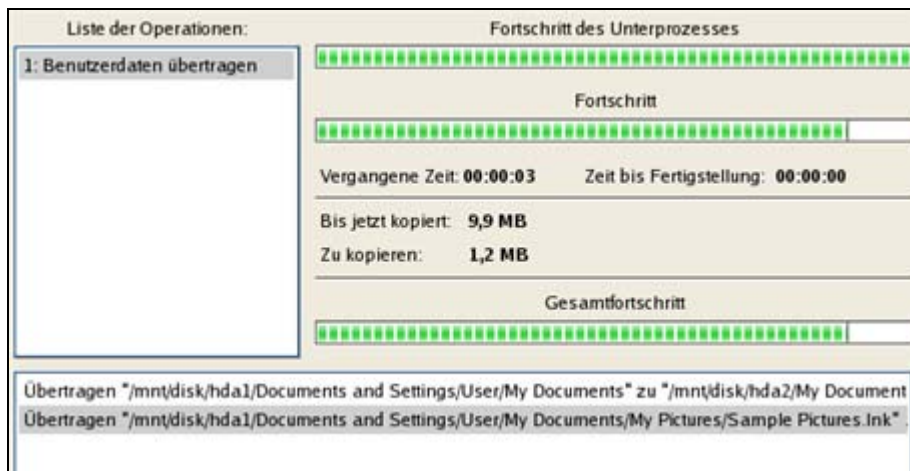 Liste der Operationen:
1: Benutzerdaten übertragen
Fortschritt des Unterprozesses
Fortschritt
Vergangene Zeit: 00:00:03 Zeit bis Fertigstellung: 00:00:00
Bis jetzt kopiert: 9,9 MB
Zu kopieren: 1,2 MB
Gesamtfortschritt
Übertragen "/mnt/disk/hda1/Documents and Settings/User/My Documents" zu "/mnt/disk/hda2/My Document
Übertragen "/mnt/disk/hda1/Documents and Settings/User/My Documents/My Pictures/Sample Pictures.lnk" .